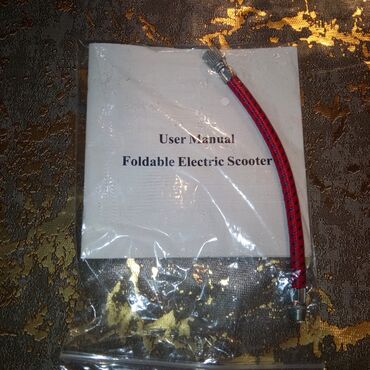 User Manual
Foldable Electric Scooter